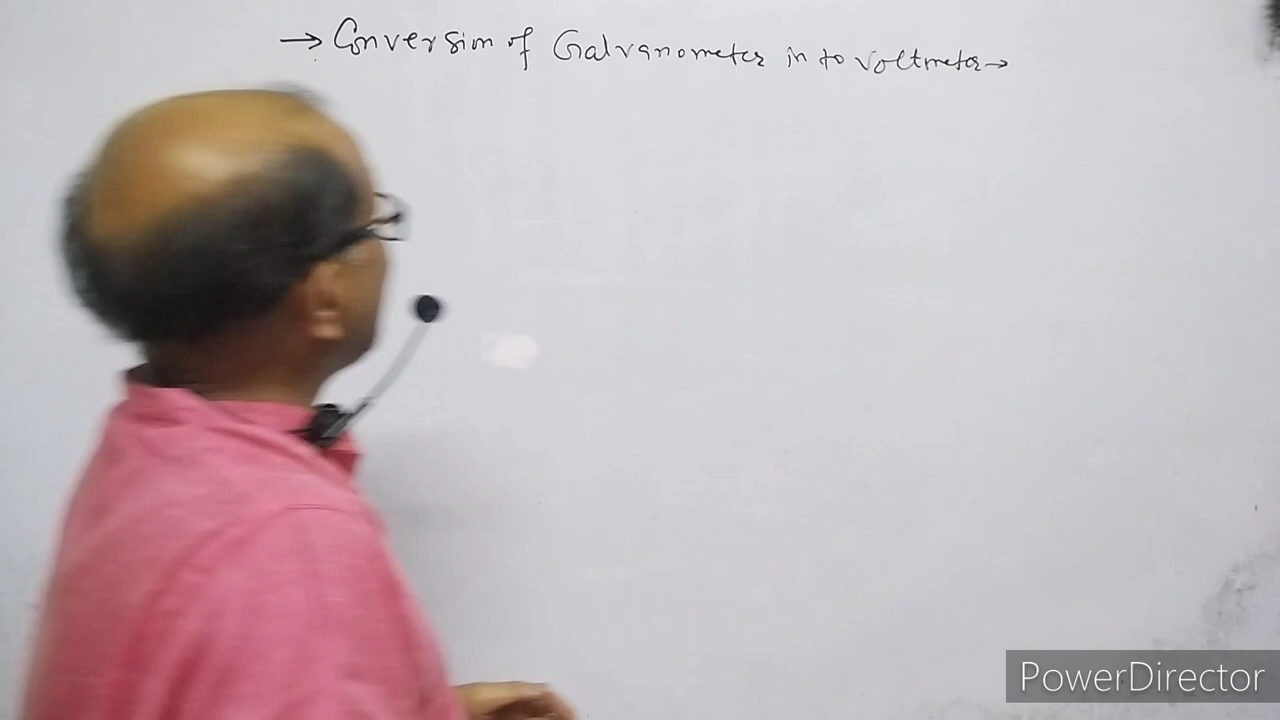 → Conversion of Galvanometer in to voltmeter →
PowerDirector